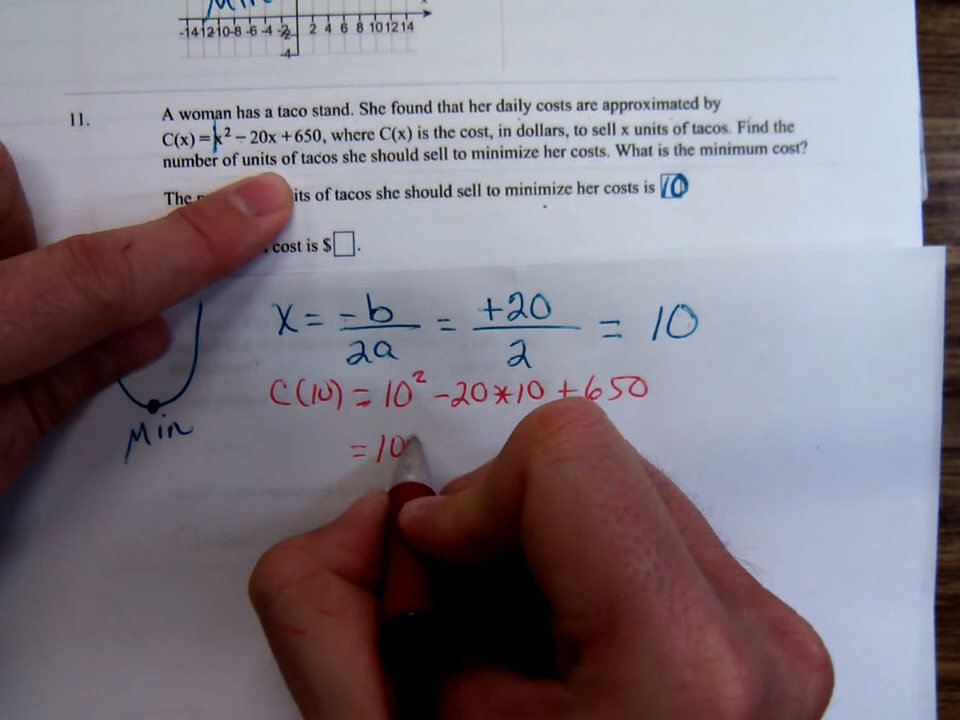 -14 12 10 -8 -6 -4 -2 2 4 6 8 10 12 14
-4
11. A woman has a taco stand. She found that her daily costs are approximated by
C(x) = x² − 20x + 650, where C(x) is the cost, in dollars, to sell x units of tacos. Find the
number of units of tacos she should sell to minimize her costs. What is the minimum cost?
The its of tacos she should sell to minimize her costs is 10
cost is $ .
x = -b/2a = +20/2 = 10
C(10) = 10² - 20*10 + 650
= 10
Min